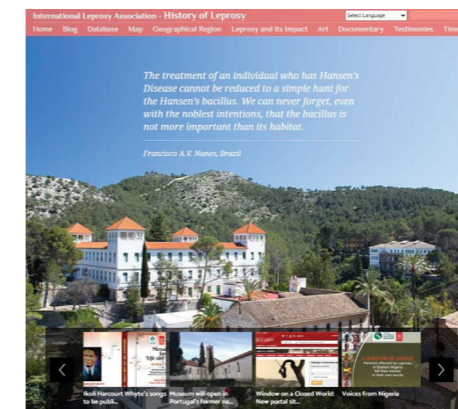 International Leprosy Association - History of Leprosy
Select Language
Home Blog Database Map Geographical Region Leprosy and its Impact Art Documentary Testimonies Time
The treatment of an individual who has Hansen's
Disease cannot be reduced to a simple hunt for
the Hansen's bacillus. We can never forget, even
with the noblest intentions, that the bacillus is
not more important than its habitat.
Francisco A.V. Nunes, Brazil
Ikoli Harcourt Whyte's songs
to be publi...
Museum will open in
Portugal's former na...
Window on a Closed World:
New portal sit...
Voices from Nigeria